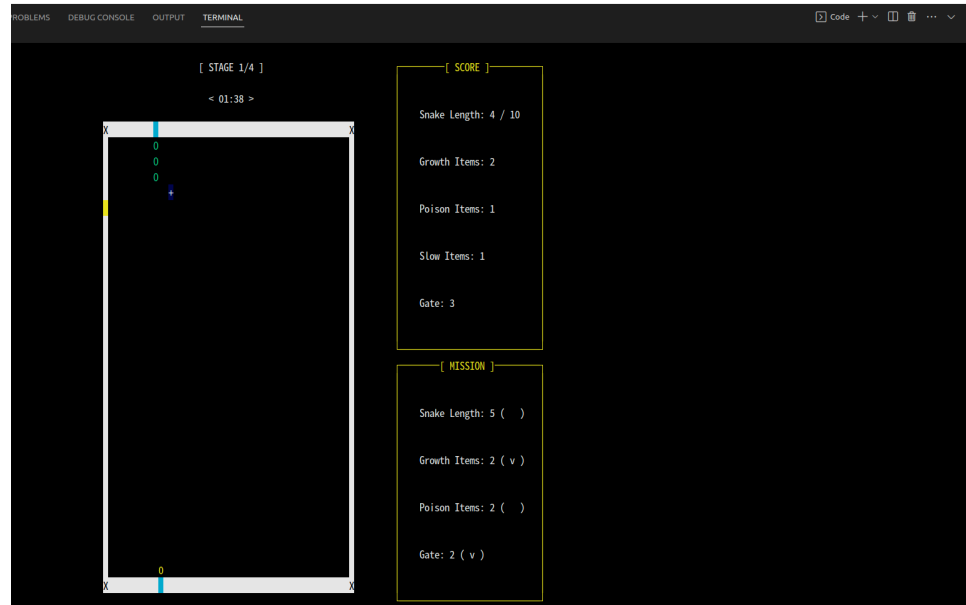 PROBLEMS DEBUG CONSOLE OUTPUT TERMINAL Code
[ STAGE 1/4 ]
< 01:38 >
X X
O
O
O
+
O
X X
[ SCORE ]
Snake Length: 4 / 10
Growth Items: 2
Poison Items: 1
Slow Items: 1
Gate: 3
[ MISSION ]
Snake Length: 5 (   )
Growth Items: 2 ( v )
Poison Items: 2 (   )
Gate: 2 ( v )